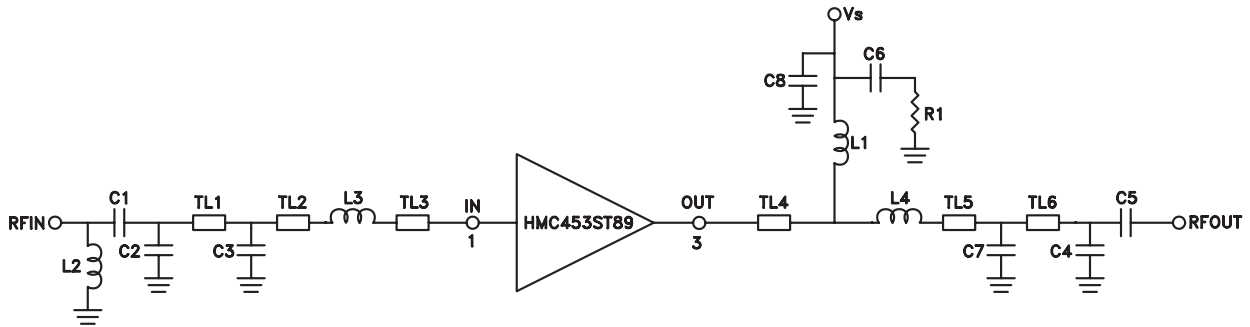 Vs
C6
C8
R1
L1
C1
TL1
TL2
L3
TL3
IN
OUT
TL4
L4
TL5
TL6
C5
RFIN
HMC453ST89
RFOUT
1
3
L2
C2
C3
C7
C4